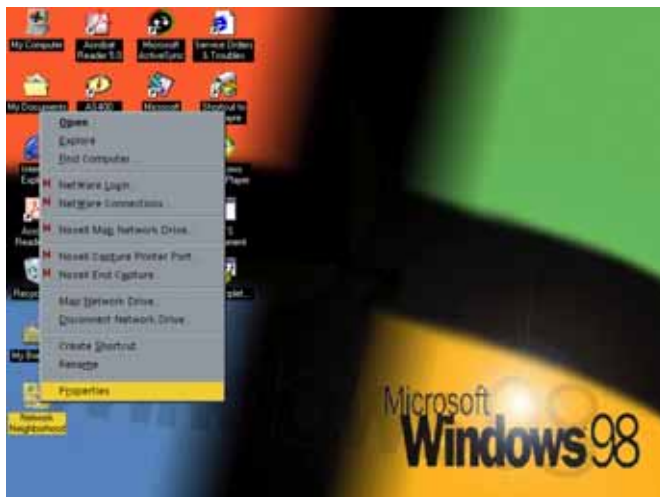 My Computer
Acrobat
Reader 5.0
Microsoft
ActiveSync
Service Orders
& Troubles
My Documents
AS400
Microsoft
Shortcut to
Open
Explore
Find Computer...
NetWare Login...
NetWare Connections...
Novell Map Network Drive...
Novell Capture Printer Port...
Novell End Capture...
Map Network Drive...
Disconnect Network Drive...
Create Shortcut
Rename
Properties
Network
Neighborhood
Microsoft
Windows 98